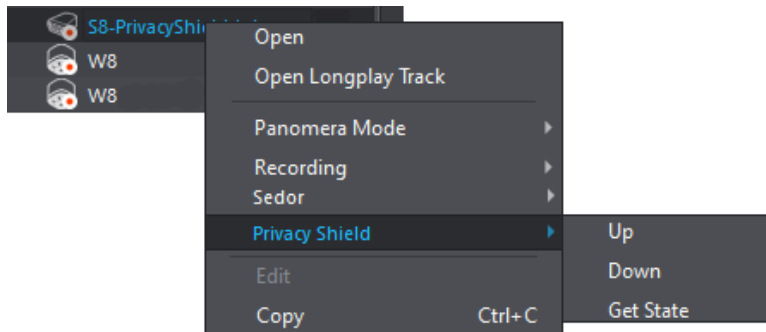 S8-PrivacyShi
W8
W8
Open
Open Longplay Track
Panomera Mode
Recording
Sedor
Privacy Shield
Edit
Copy Ctrl+C
Up
Down
Get State